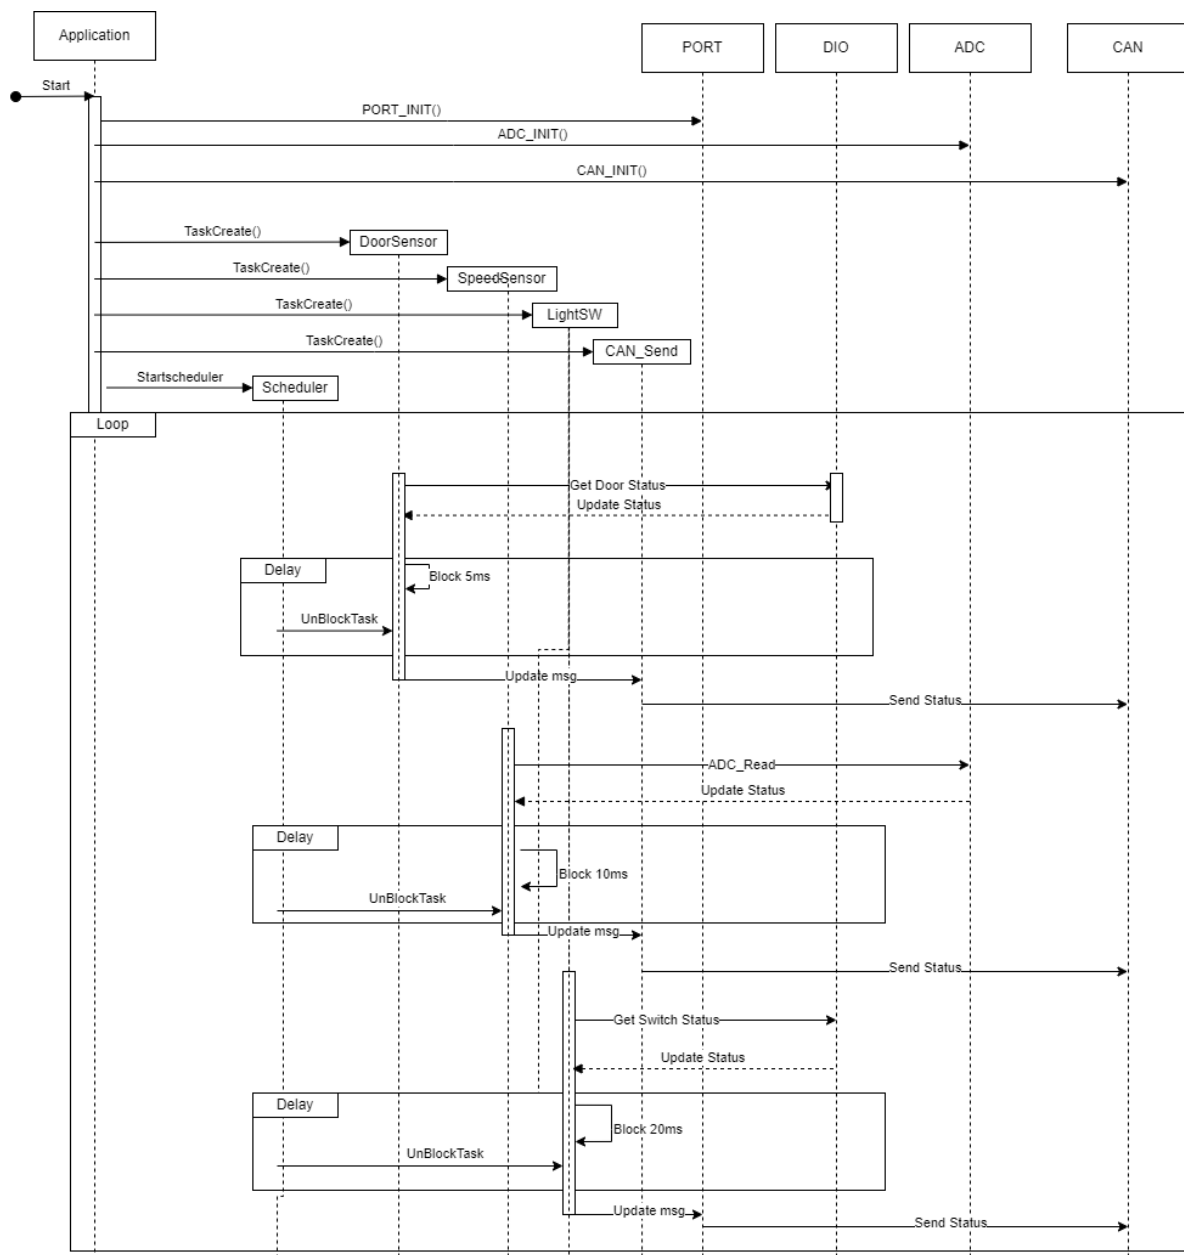 Application
PORT
DIO
ADC
CAN
Start
PORT_INIT()
ADC_INIT()
CAN_INIT()
TaskCreate()
DoorSensor
TaskCreate()
SpeedSensor
TaskCreate()
LightSW
TaskCreate()
CAN_Send
Startscheduler
Scheduler
Loop
Get Door Status
Update Status
Delay
Block 5ms
UnBlockTask
Update msg
Send Status
ADC_Read
Update Status
Delay
Block 10ms
UnBlockTask
Update msg
Send Status
Get Switch Status
Update Status
Delay
Block 20ms
UnBlockTask
Update msg
Send Status